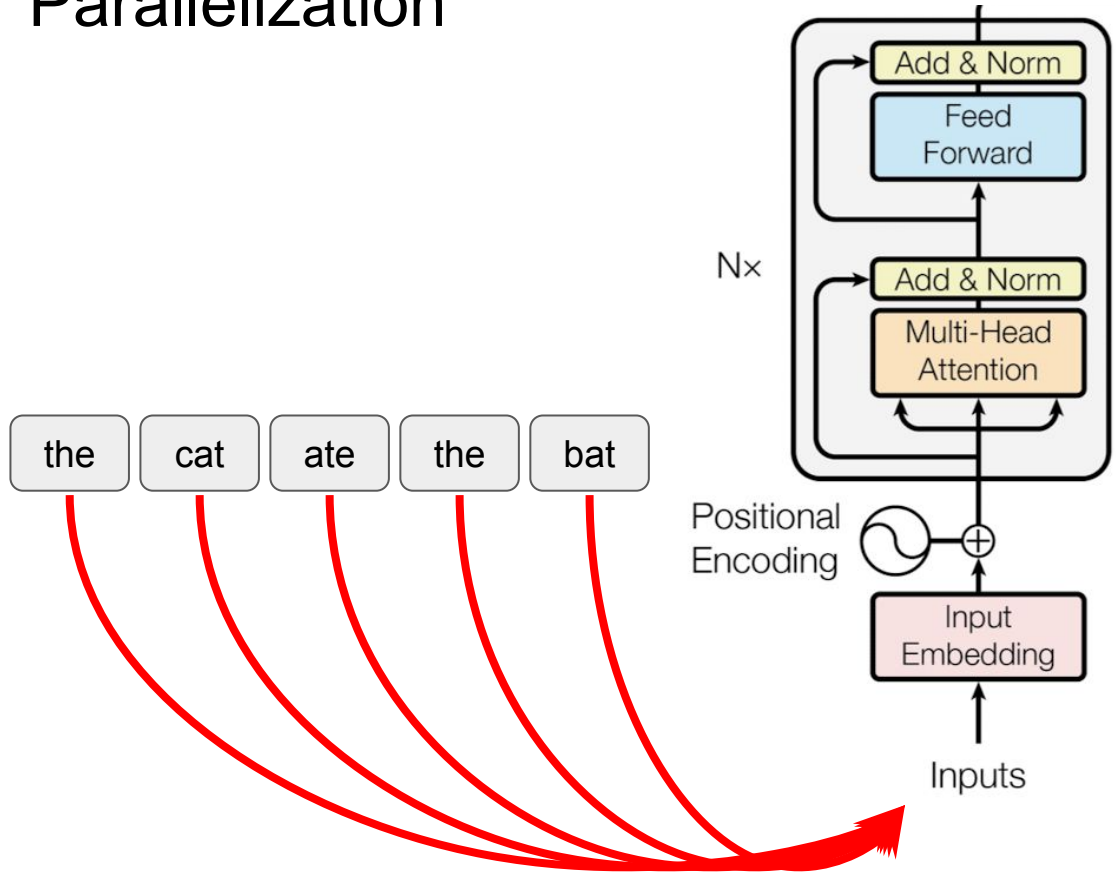 Parallelization
Add & Norm
Feed
Forward
N×
Add & Norm
Multi-Head
Attention
the cat ate the bat
Positional
Encoding
Input
Embedding
Inputs